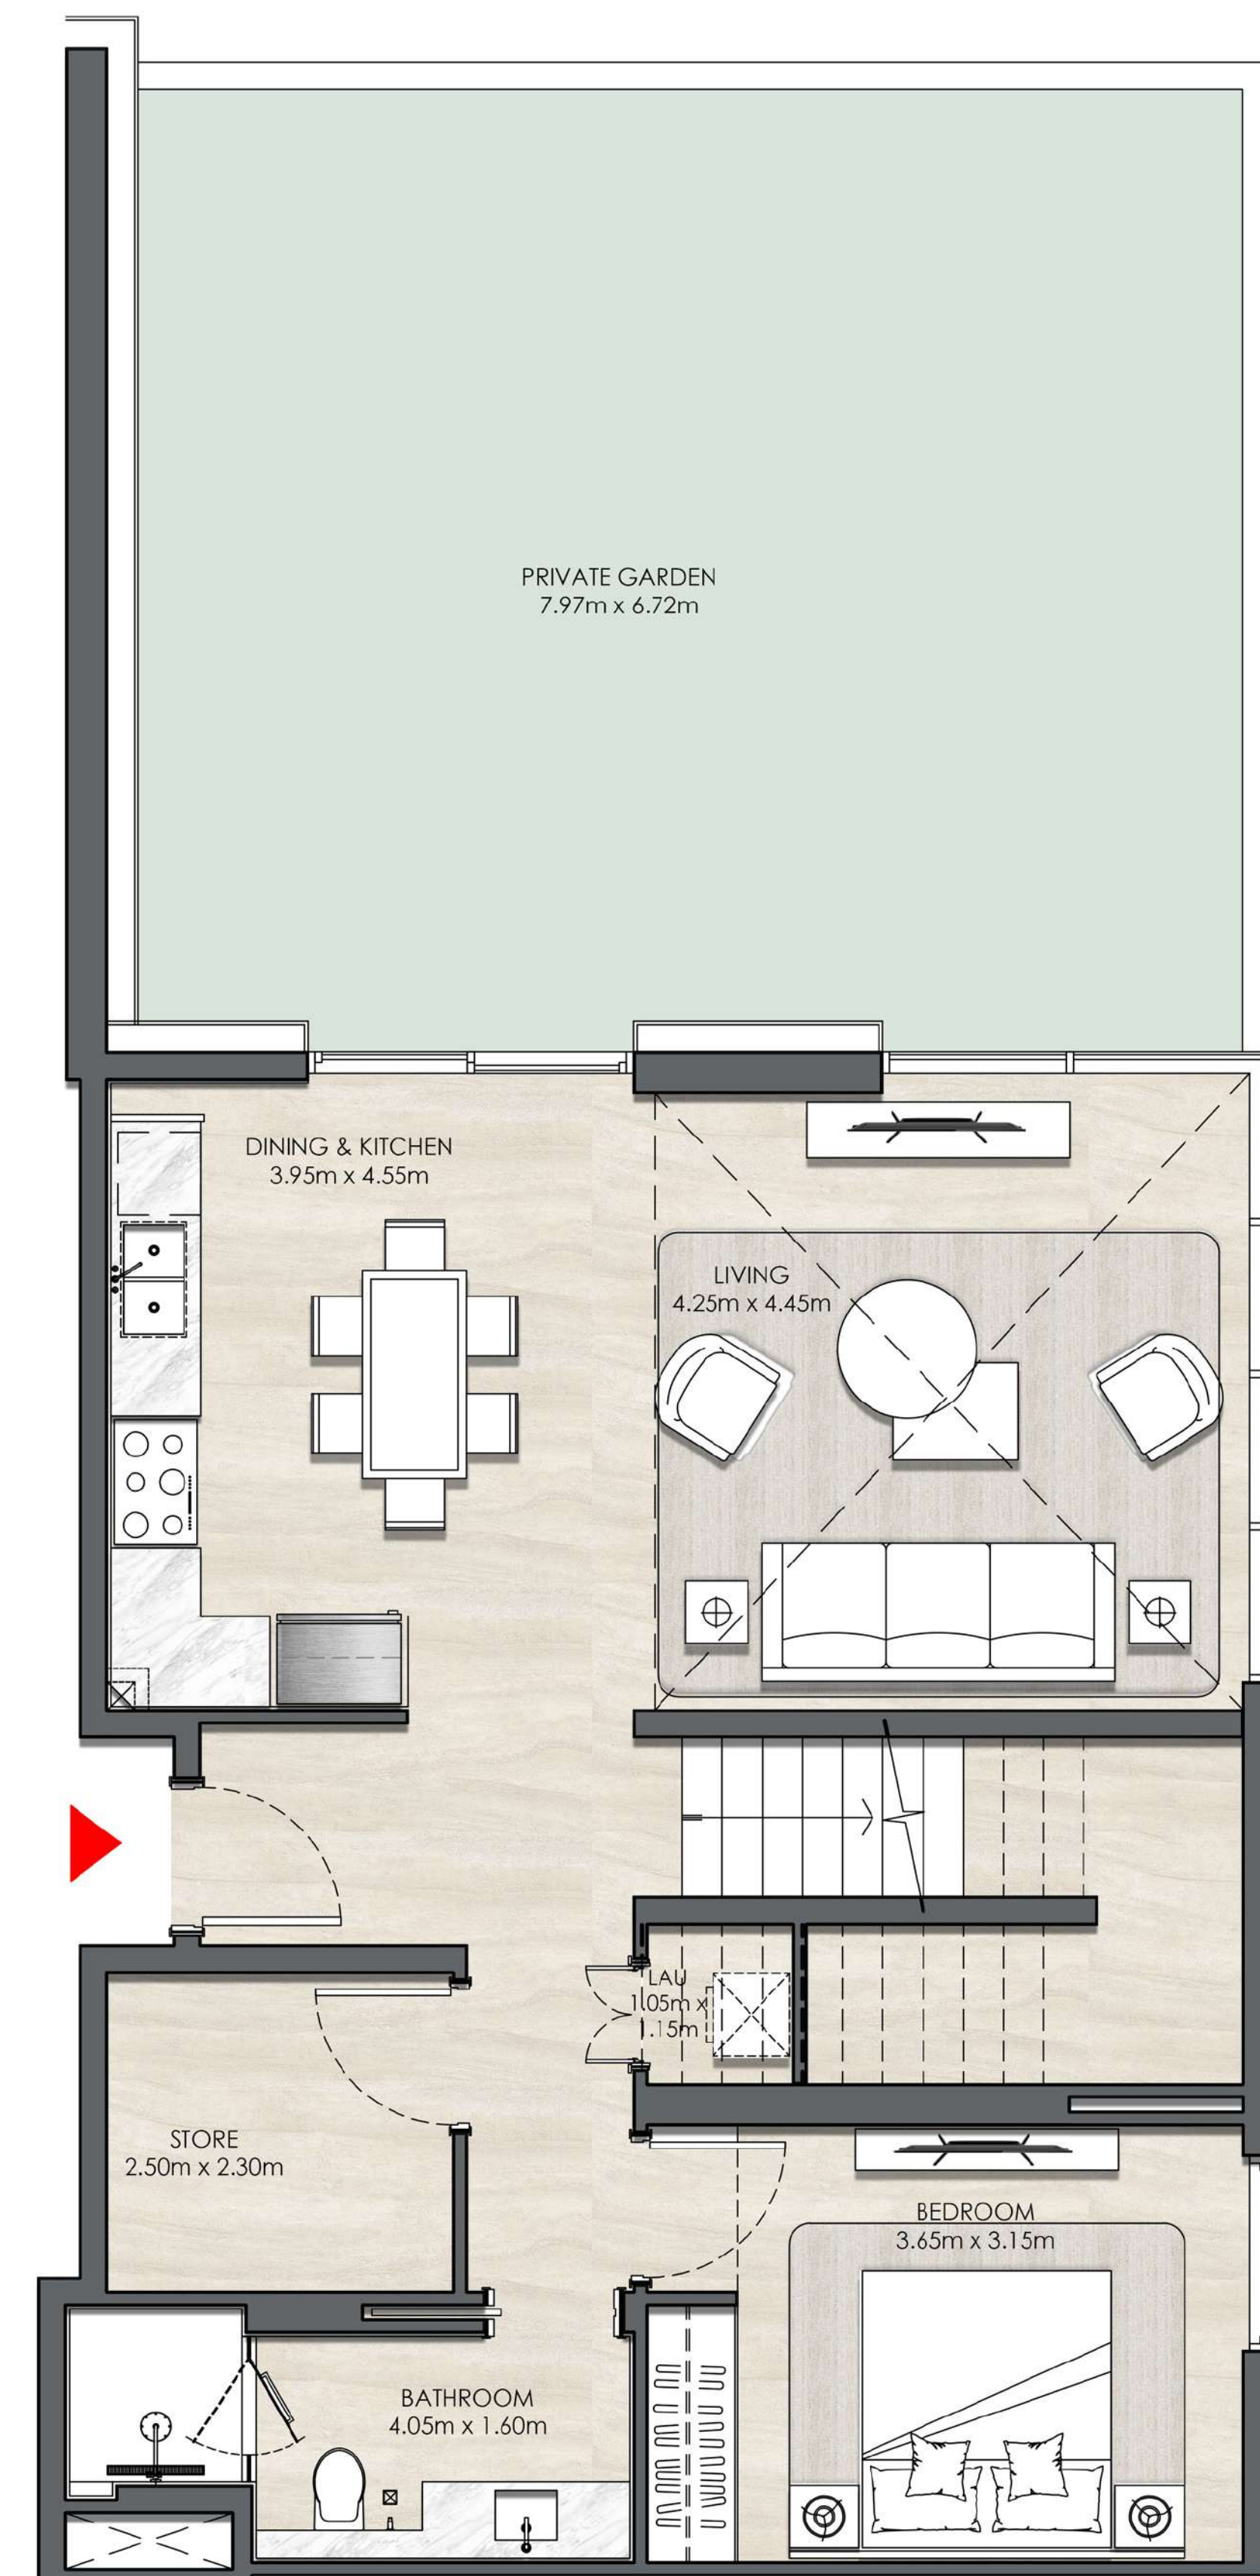 PRIVATE GARDEN
7.97m x 6.72m
DINING & KITCHEN
3.95m x 4.55m
LIVING
4.25m x 4.45m
LAU
1.05m x
1.15m
STORE
2.50m x 2.30m
BEDROOM
3.65m x 3.15m
BATHROOM
4.05m x 1.60m